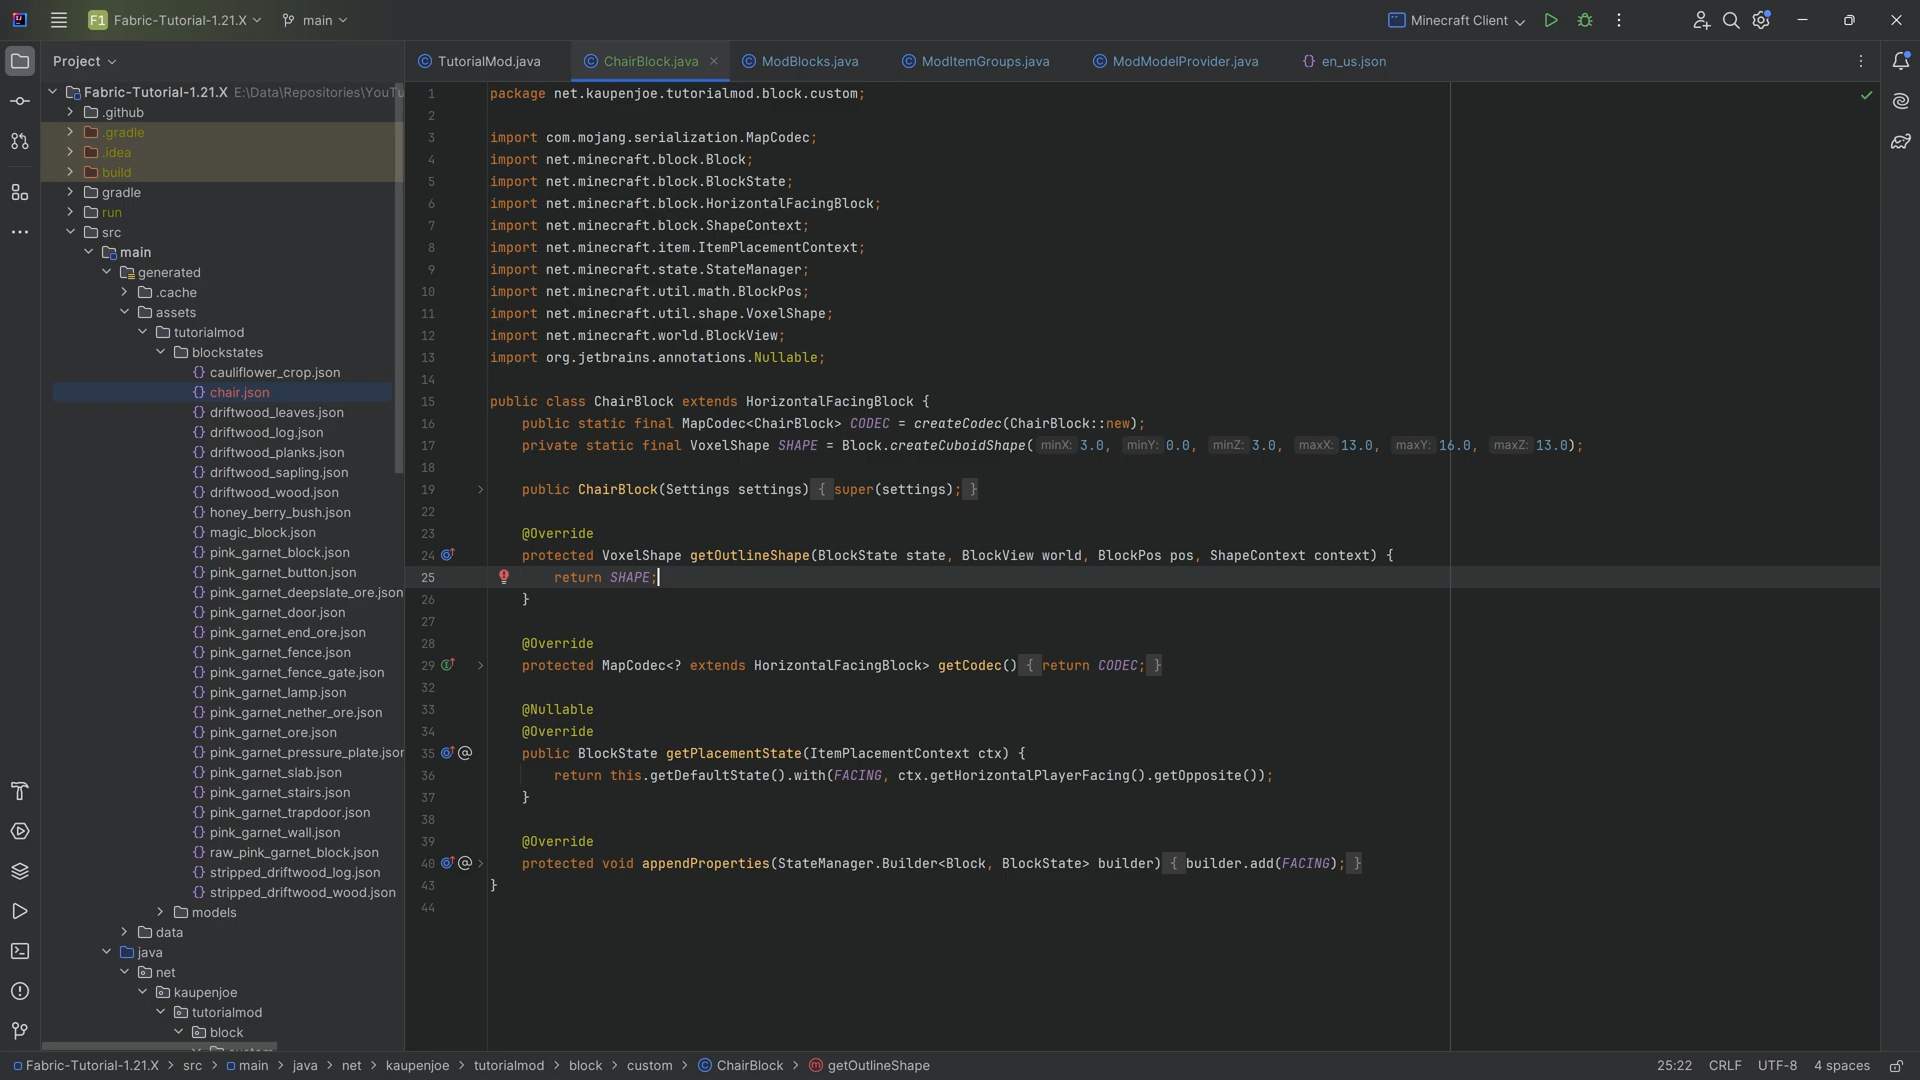 F1 Fabric-Tutorial-1.21.X main Minecraft Client
Project
TutorialMod.java ChairBlock.java ModBlocks.java ModItemGroups.java ModModelProvider.java en_us.json
Fabric-Tutorial-1.21.X E:\Data\Repositories\YouTu
.github
.gradle
.idea
build
gradle
run
src
main
generated
.cache
assets
tutorialmod
blockstates
cauliflower_crop.json
chair.json
driftwood_leaves.json
driftwood_log.json
driftwood_planks.json
driftwood_sapling.json
driftwood_wood.json
honey_berry_bush.json
magic_block.json
pink_garnet_block.json
pink_garnet_button.json
pink_garnet_deepslate_ore.json
pink_garnet_door.json
pink_garnet_end_ore.json
pink_garnet_fence.json
pink_garnet_fence_gate.json
pink_garnet_lamp.json
pink_garnet_nether_ore.json
pink_garnet_ore.json
pink_garnet_pressure_plate.json
pink_garnet_slab.json
pink_garnet_stairs.json
pink_garnet_trapdoor.json
pink_garnet_wall.json
raw_pink_garnet_block.json
stripped_driftwood_log.json
stripped_driftwood_wood.json
models
data
java
net
kaupenjoe
tutorialmod
block
1 package net.kaupenjoe.tutorialmod.block.custom;
2
3 import com.mojang.serialization.MapCodec;
4 import net.minecraft.block.Block;
5 import net.minecraft.block.BlockState;
6 import net.minecraft.block.HorizontalFacingBlock;
7 import net.minecraft.block.ShapeContext;
8 import net.minecraft.item.ItemPlacementContext;
9 import net.minecraft.state.StateManager;
10 import net.minecraft.util.math.BlockPos;
11 import net.minecraft.util.shape.VoxelShape;
12 import net.minecraft.world.BlockView;
13 import org.jetbrains.annotations.Nullable;
14
15 public class ChairBlock extends HorizontalFacingBlock {
16 public static final MapCodec<ChairBlock> CODEC = createCodec(ChairBlock::new);
17 private static final VoxelShape SHAPE = Block.createCuboidShape( minX: 3.0, minY: 0.0, minZ: 3.0, maxX: 13.0, maxY: 16.0, maxZ: 13.0);
18
19 public ChairBlock(Settings settings) { super(settings); }
22
23 @Override
24 protected VoxelShape getOutlineShape(BlockState state, BlockView world, BlockPos pos, ShapeContext context) {
25 return SHAPE;
26 }
27
28 @Override
29 protected MapCodec<? extends HorizontalFacingBlock> getCodec() { return CODEC; }
32
33 @Nullable
34 @Override
35 public BlockState getPlacementState(ItemPlacementContext ctx) {
36 return this.getDefaultState().with(FACING, ctx.getHorizontalPlayerFacing().getOpposite());
37 }
38
39 @Override
40 protected void appendProperties(StateManager.Builder<Block, BlockState> builder) { builder.add(FACING); }
43 }
44
Fabric-Tutorial-1.21.X > src > main > java > net > kaupenjoe > tutorialmod > block > custom > ChairBlock > getOutlineShape 25:22 CRLF UTF-8 4 spaces